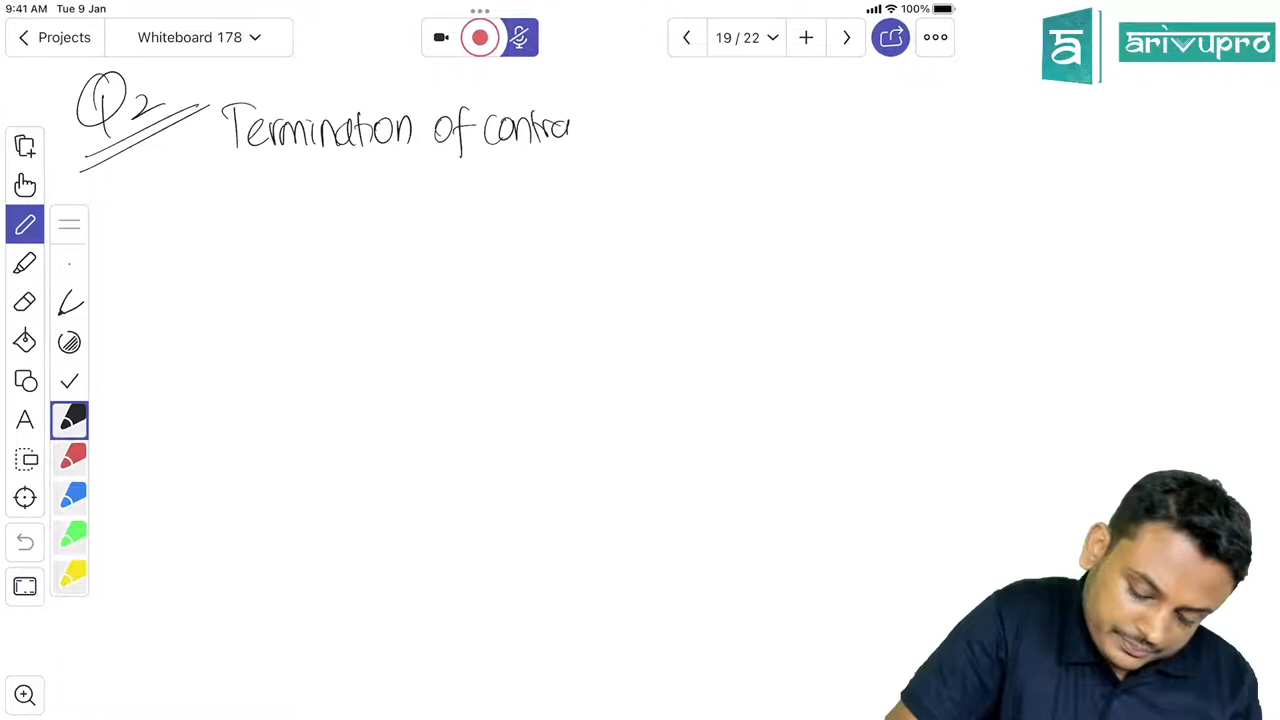 9:41 AM Tue 9 Jan
100%
Projects
Whiteboard 178
19 / 22
ā
arivupro
Q2
Termination of contra
A